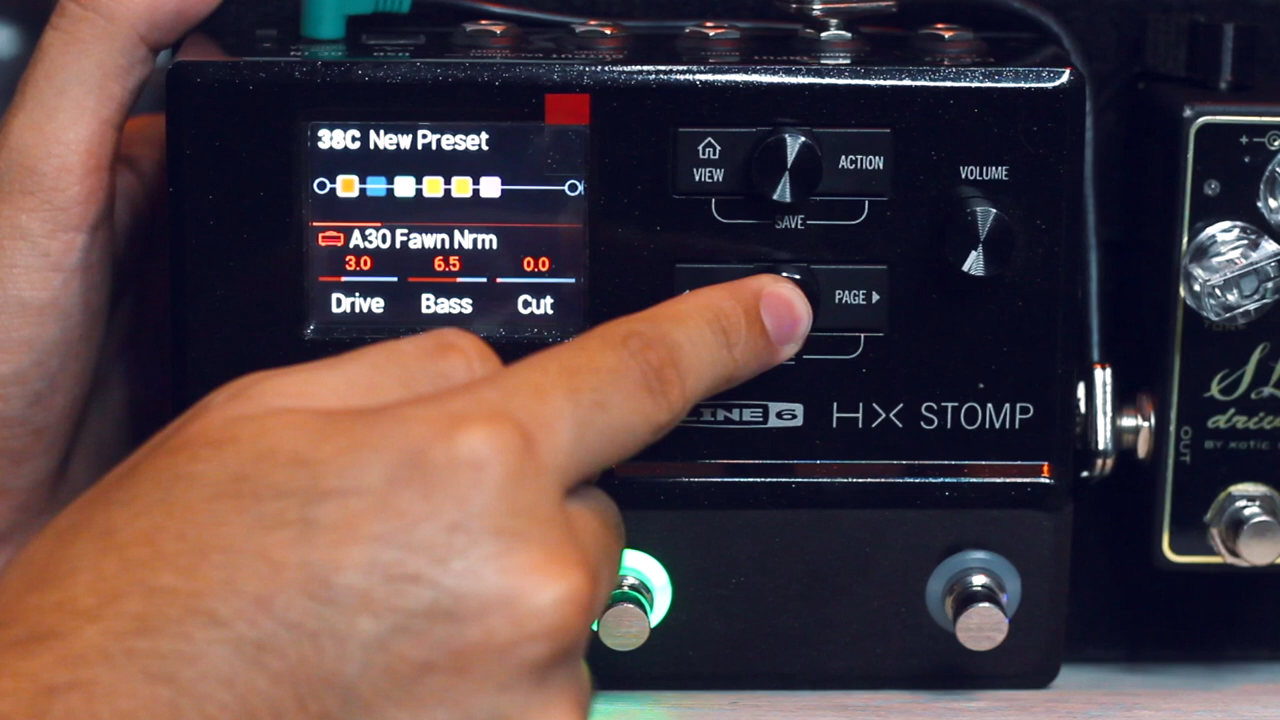 38C New Preset
A30 Fawn Nrm
3.0 6.5 0.0
Drive Bass Cut
VIEW
ACTION
SAVE
VOLUME
PAGE
LINE 6
HX STOMP
OUT
BY XOTIC